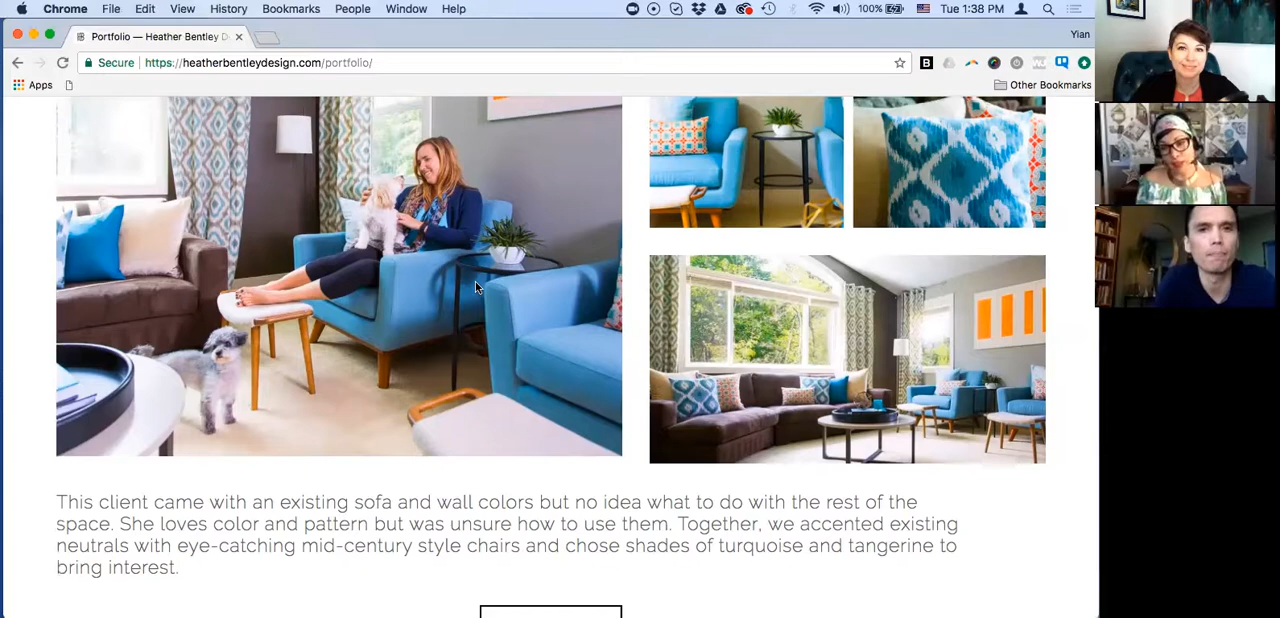 Chrome File Edit View History Bookmarks People Window Help 100% Tue 1:38 PM
Portfolio — Heather Bentley D Yian
Secure https://heatherbentleydesign.com/portfolio/
Apps Other Bookmarks
This client came with an existing sofa and wall colors but no idea what to do with the rest of the
space. She loves color and pattern but was unsure how to use them. Together, we accented existing
neutrals with eye-catching mid-century style chairs and chose shades of turquoise and tangerine to
bring interest.